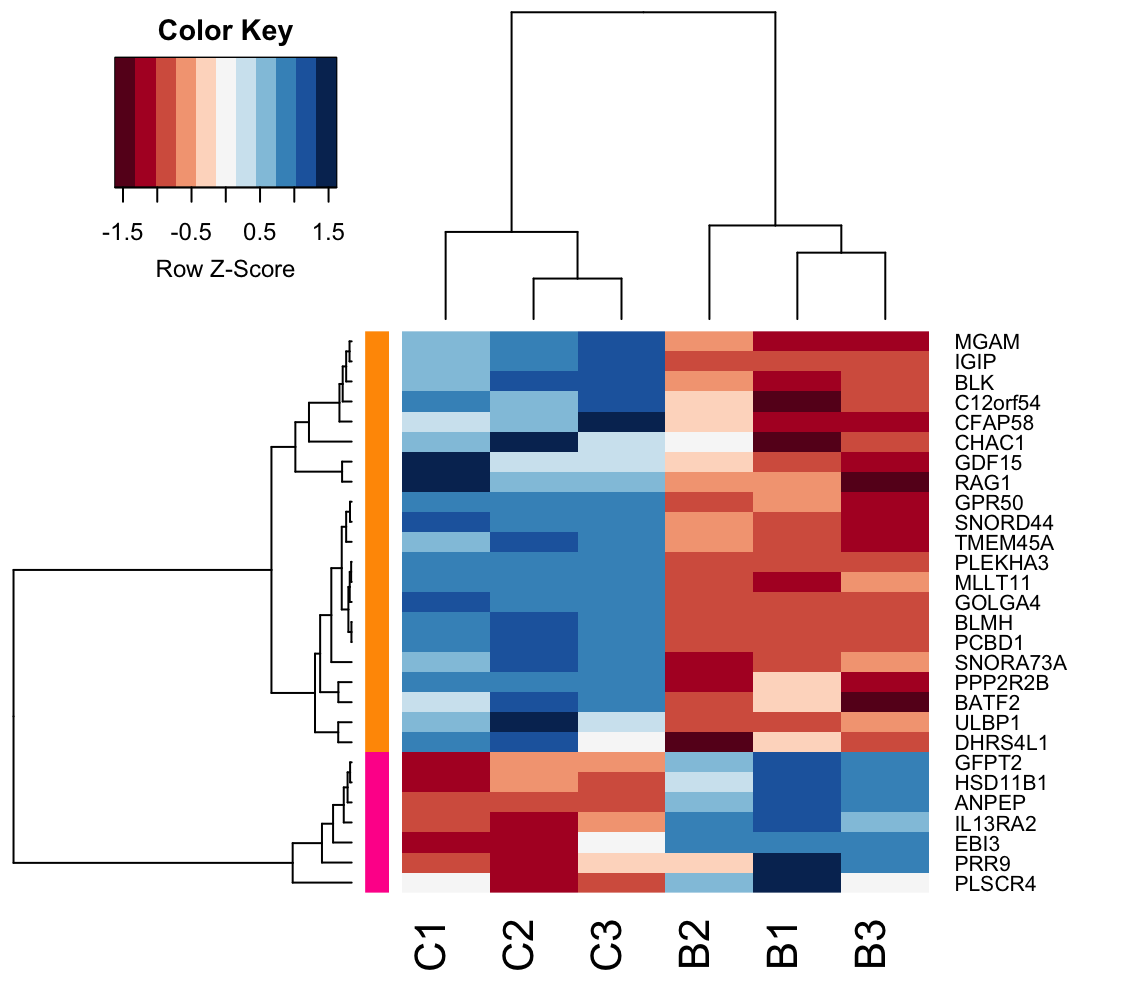 Color Key
-1.5 -0.5 0.5 1.5
Row Z-Score
MGAM
IGIP
BLK
C12orf54
CFAP58
CHAC1
GDF15
RAG1
GPR50
SNORD44
TMEM45A
PLEKHA3
MLLT11
GOLGA4
BLMH
PCBD1
SNORA73A
PPP2R2B
BATF2
ULBP1
DHRS4L1
GFPT2
HSD11B1
ANPEP
IL13RA2
EBI3
PRR9
PLSCR4
C1 C2 C3 B2 B1 B3